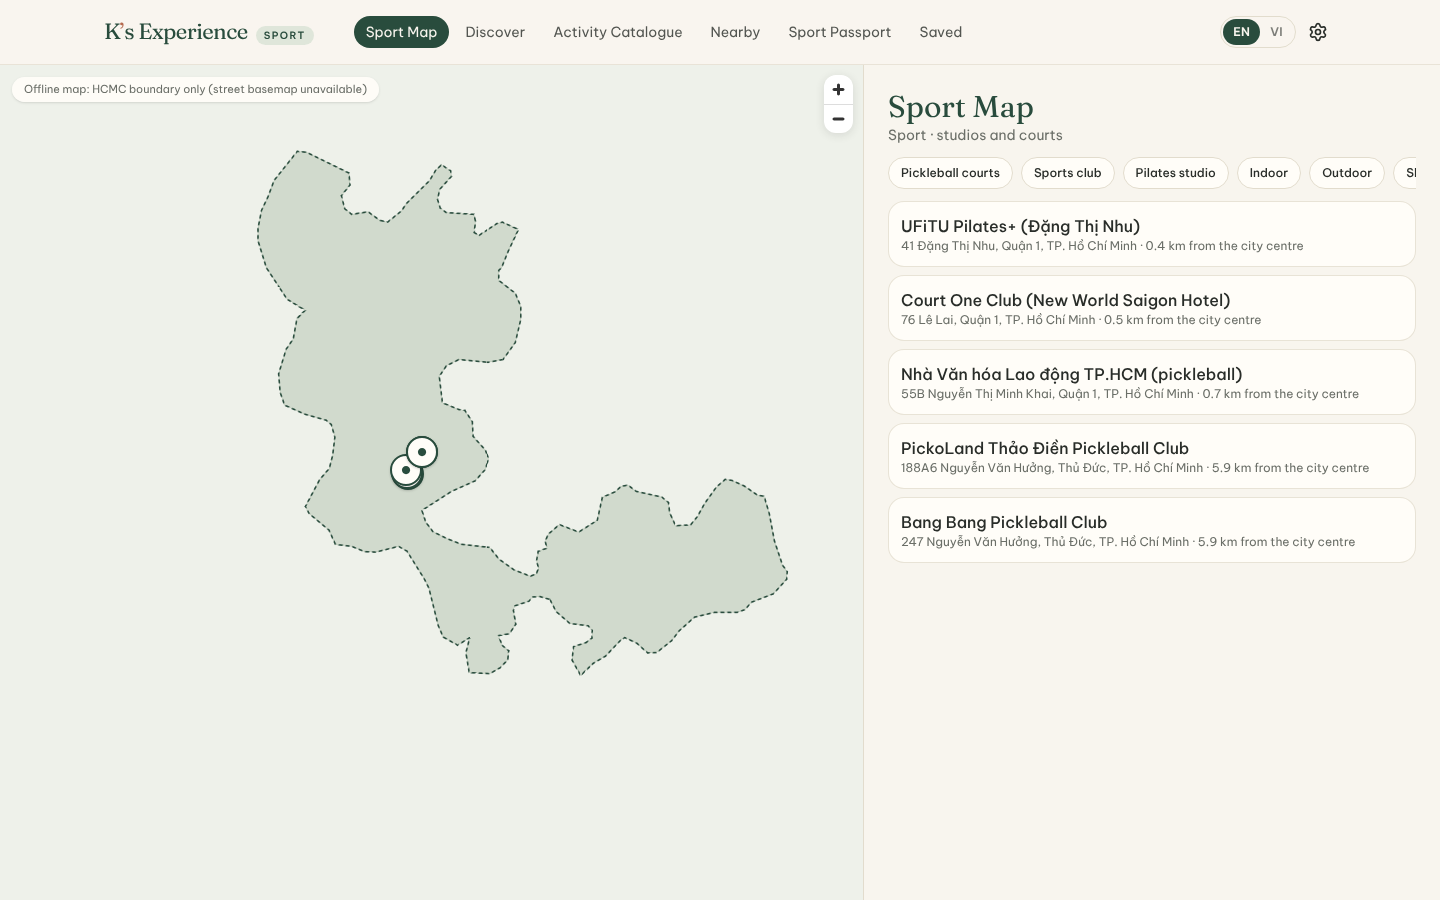 K's Experience SPORT
Sport Map
Discover
Activity Catalogue
Nearby
Sport Passport
Saved
EN
VI
Offline map: HCMC boundary only (street basemap unavailable)
+
−
Sport Map
Sport · studios and courts
Pickleball courts
Sports club
Pilates studio
Indoor
Outdoor
UFiTU Pilates+ (Đặng Thị Nhu)
41 Đặng Thị Nhu, Quận 1, TP. Hồ Chí Minh · 0.4 km from the city centre
Court One Club (New World Saigon Hotel)
76 Lê Lai, Quận 1, TP. Hồ Chí Minh · 0.5 km from the city centre
Nhà Văn hóa Lao động TP.HCM (pickleball)
55B Nguyễn Thị Minh Khai, Quận 1, TP. Hồ Chí Minh · 0.7 km from the city centre
PickoLand Thảo Điền Pickleball Club
188A6 Nguyễn Văn Hưởng, Thủ Đức, TP. Hồ Chí Minh · 5.9 km from the city centre
Bang Bang Pickleball Club
247 Nguyễn Văn Hưởng, Thủ Đức, TP. Hồ Chí Minh · 5.9 km from the city centre